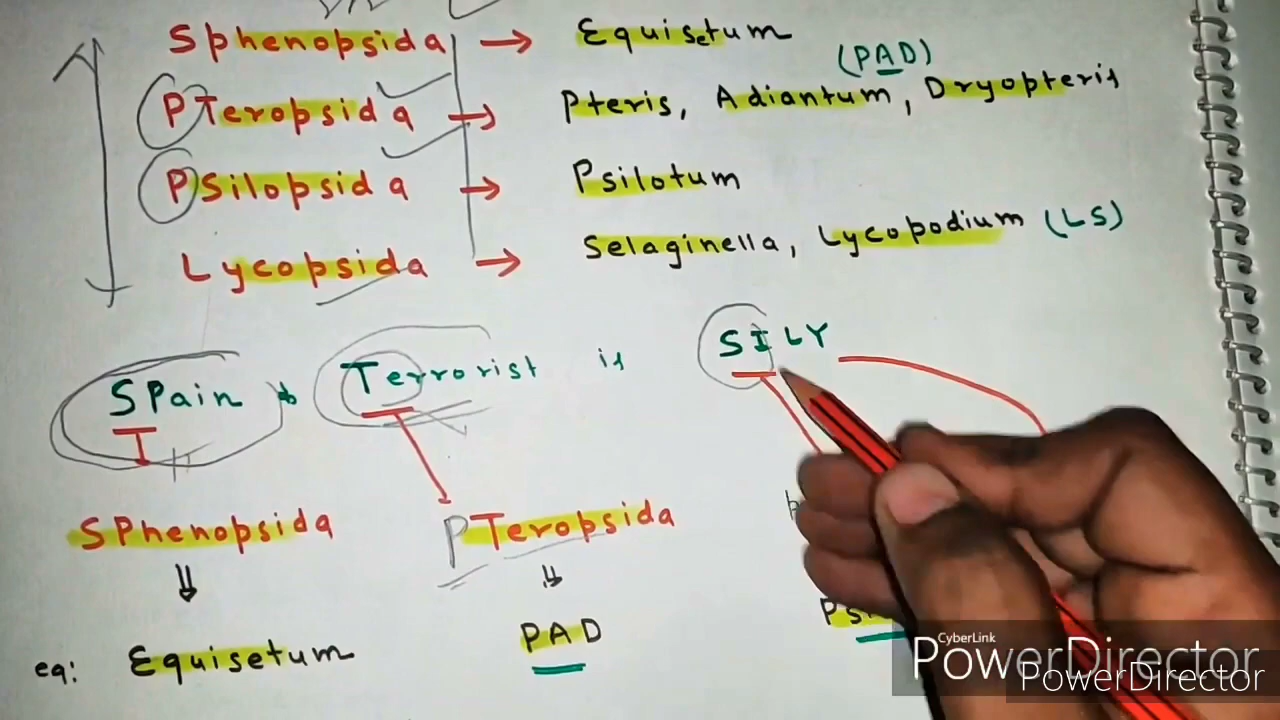 Sphenopsida → Equisetum
(PAD)
PTeropsida → Pteris, Adiantum, Dryopteris
PSilopsida → Psilotum
Lycopsida → Selaginella, Lycopodium (LS)
SPain Terrorist is SILY
SPhenopsida PTeropsida
eq: Equisetum PAD
CyberLink
PowerDirector
PowerDirector